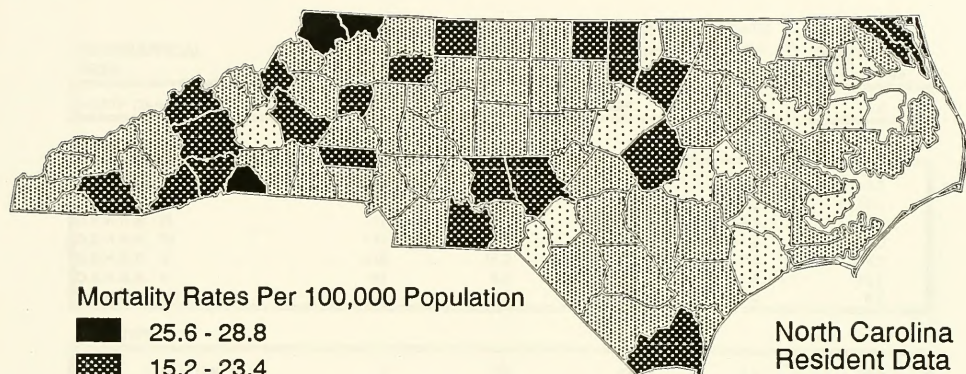 Mortality Rates Per 100,000 Population
25.6 - 28.8
15.2 - 23.4
North Carolina
Resident Data